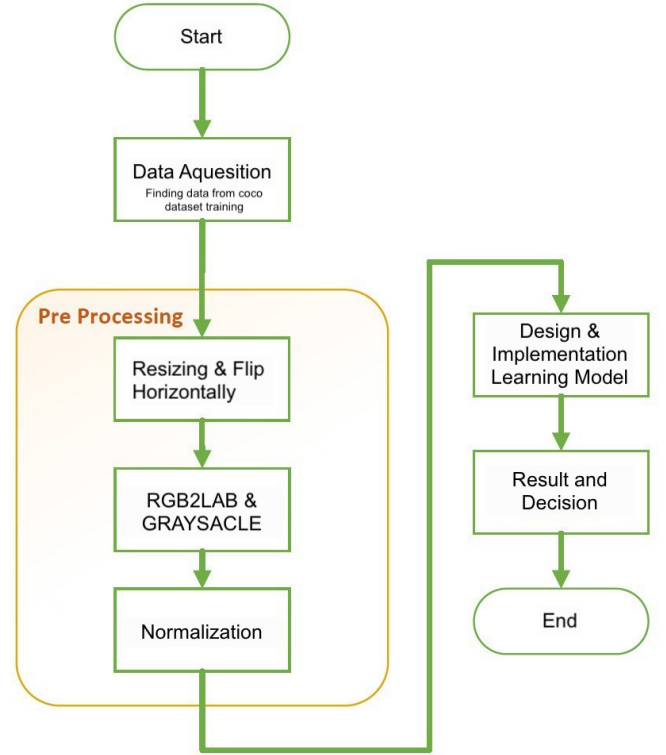 Start
Data Aquesition
Finding data from coco
dataset training
Pre Processing
Resizing & Flip
Horizontally
RGB2LAB &
GRAYSACLE
Normalization
Design &
Implementation
Learning Model
Result and
Decision
End